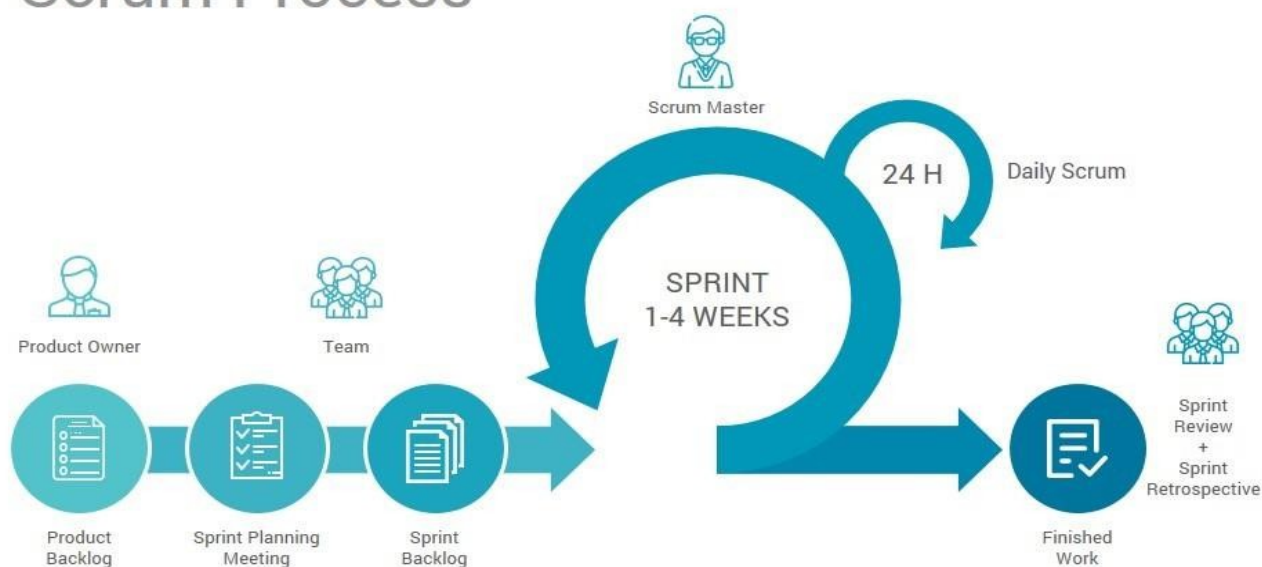 Scrum Process
Scrum Master
24 H
Daily Scrum
SPRINT
1-4 WEEKS
Product Owner
Team
Sprint
Review
+
Sprint
Retrospective
Product
Backlog
Sprint Planning
Meeting
Sprint
Backlog
Finished
Work